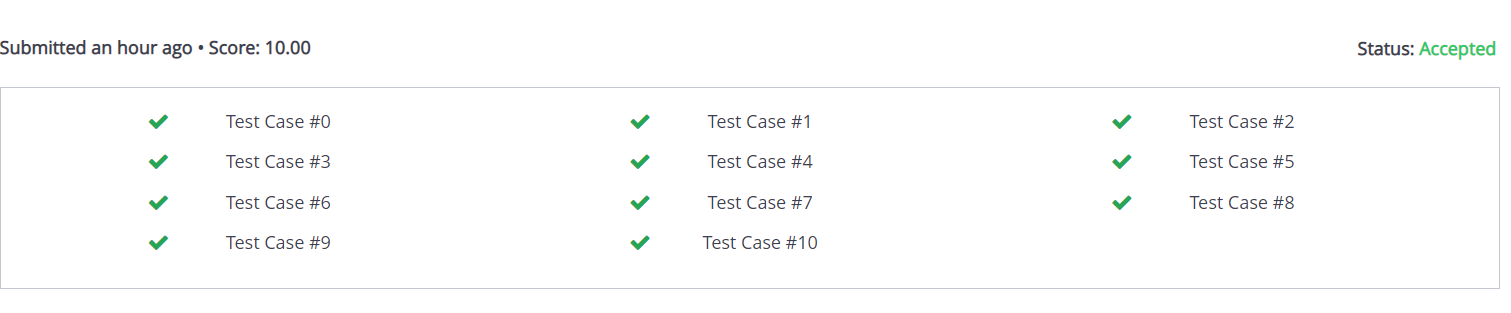 Submitted an hour ago • Score: 10.00 Status: Accepted
Test Case #0 Test Case #1 Test Case #2
Test Case #3 Test Case #4 Test Case #5
Test Case #6 Test Case #7 Test Case #8
Test Case #9 Test Case #10